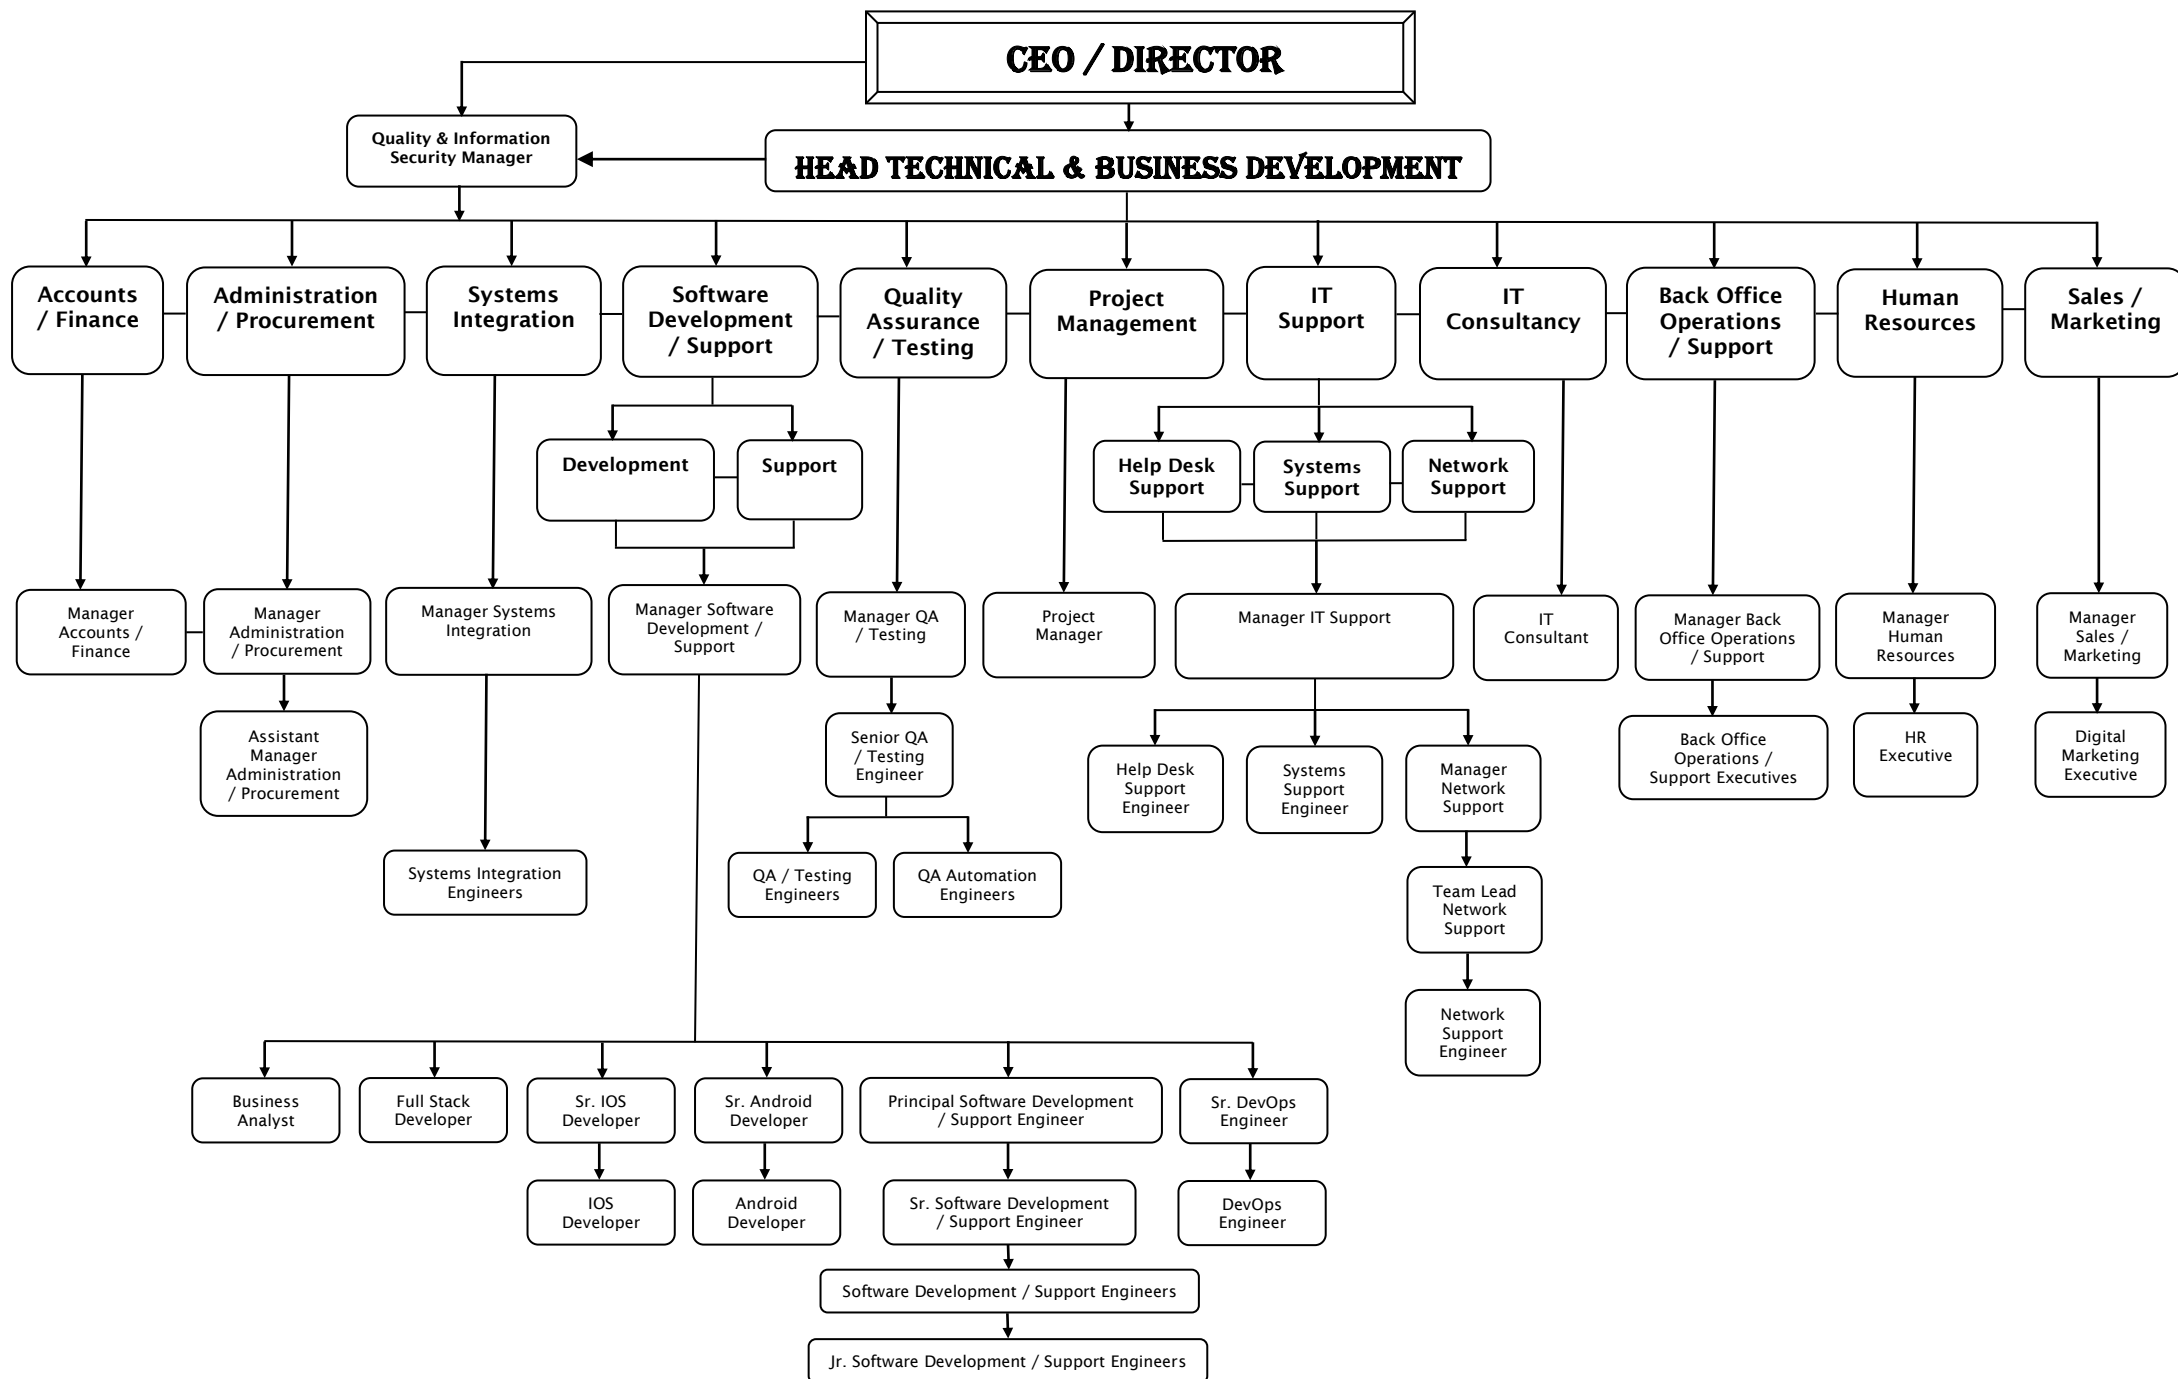 CEO / DIRECTOR
Quality & Information
Security Manager
HEAD TECHNICAL & BUSINESS DEVELOPMENT
Accounts
/ Finance
Administration
/ Procurement
Systems
Integration
Software
Development
/ Support
Quality
Assurance
/ Testing
Project
Management
IT
Support
IT
Consultancy
Back Office
Operations
/ Support
Human
Resources
Sales /
Marketing
Development
Support
Help Desk
Support
Systems
Support
Network
Support
Manager
Accounts /
Finance
Manager
Administration
/ Procurement
Manager Systems
Integration
Manager Software
Development /
Support
Manager QA
/ Testing
Project
Manager
Manager IT Support
IT
Consultant
Manager Back
Office Operations
/ Support
Manager
Human
Resources
Manager
Sales /
Marketing
Assistant
Manager
Administration
/ Procurement
Senior QA
/ Testing
Engineer
Help Desk
Support
Engineer
Systems
Support
Engineer
Manager
Network
Support
Back Office
Operations /
Support Executives
HR
Executive
Digital
Marketing
Executive
Systems Integration
Engineers
QA / Testing
Engineers
QA Automation
Engineers
Team Lead
Network
Support
Network
Support
Engineer
Business
Analyst
Full Stack
Developer
Sr. IOS
Developer
Sr. Android
Developer
Principal Software Development
/ Support Engineer
Sr. DevOps
Engineer
IOS
Developer
Android
Developer
Sr. Software Development
/ Support Engineer
DevOps
Engineer
Software Development / Support Engineers
Jr. Software Development / Support Engineers